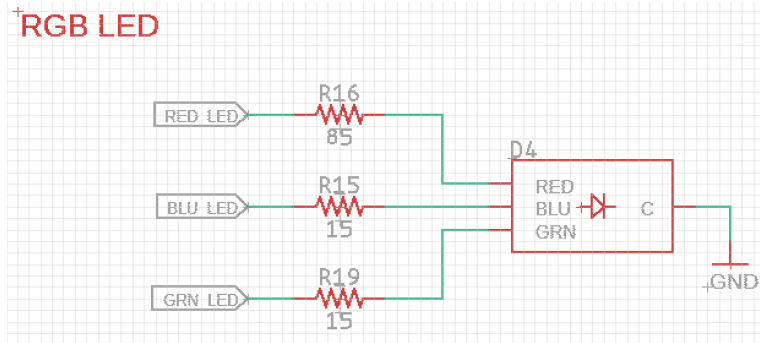 RGB LED
R16
RED LED
85
D4
R15
RED
BLU LED
BLU
C
15
GRN
R19
GND
GRN LED
15